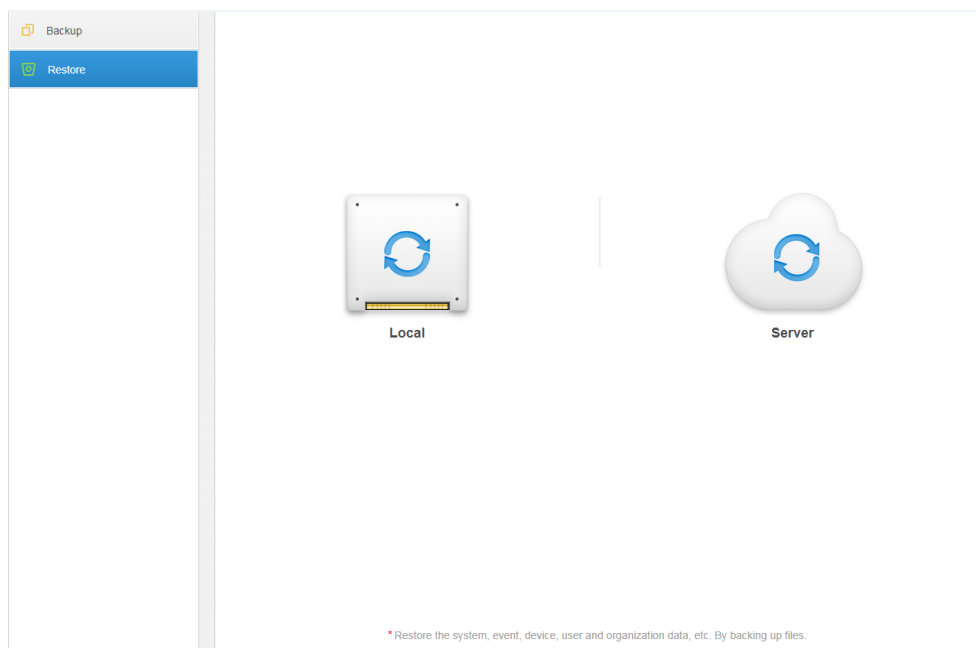 Backup
Restore
Local
Server
*Restore the system, event, device, user and organization data, etc. By backing up files.